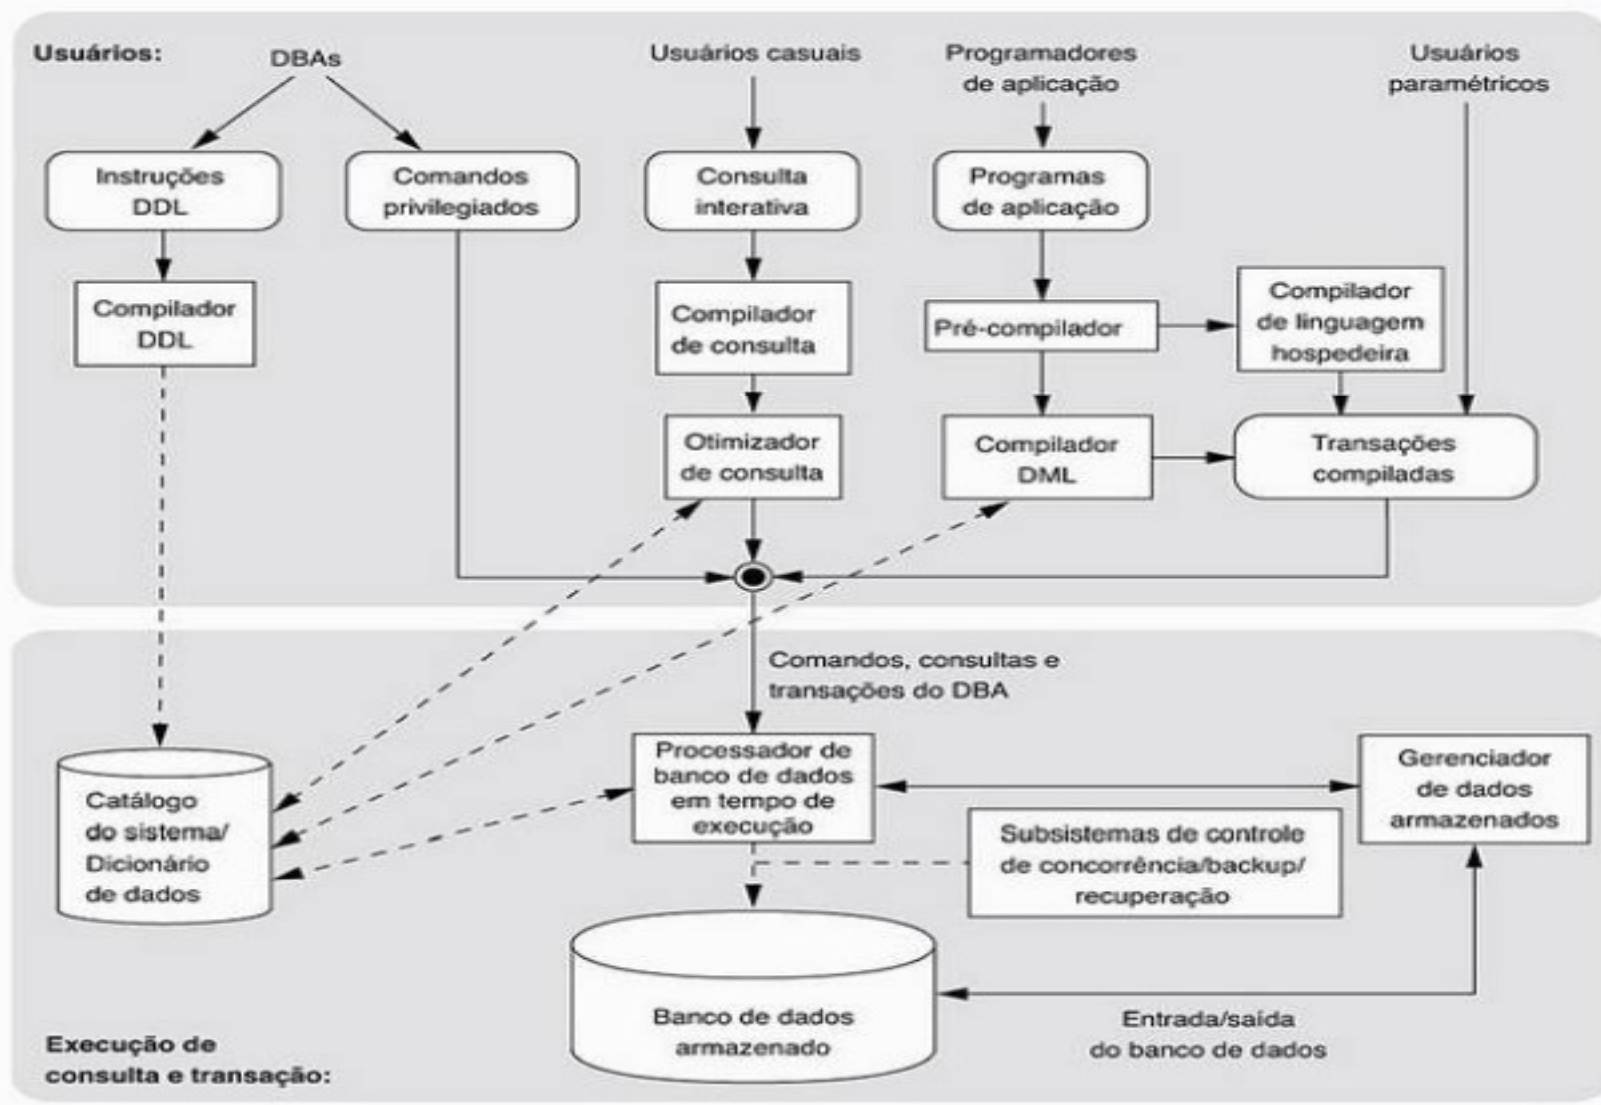 Usuários:
DBAs
Usuários casuais
Programadores
de aplicação
Usuários
paramétricos
Instruções
DDL
Comandos
privilegiados
Consulta
interativa
Programas
de aplicação
Compilador
DDL
Compilador
de consulta
Pré-compilador
Compilador
de linguagem
hospedeira
Otimizador
de consulta
Compilador
DML
Transações
compiladas
Comandos, consultas e
transações do DBA
Catálogo
do sistema/
Dicionário
de dados
Processador de
banco de dados
em tempo de
execução
Gerenciador
de dados
armazenados
Subsistemas de controle
de concorrência/backup/
recuperação
Banco de dados
armazenado
Entrada/saída
do banco de dados
Execução de
consulta e transação: